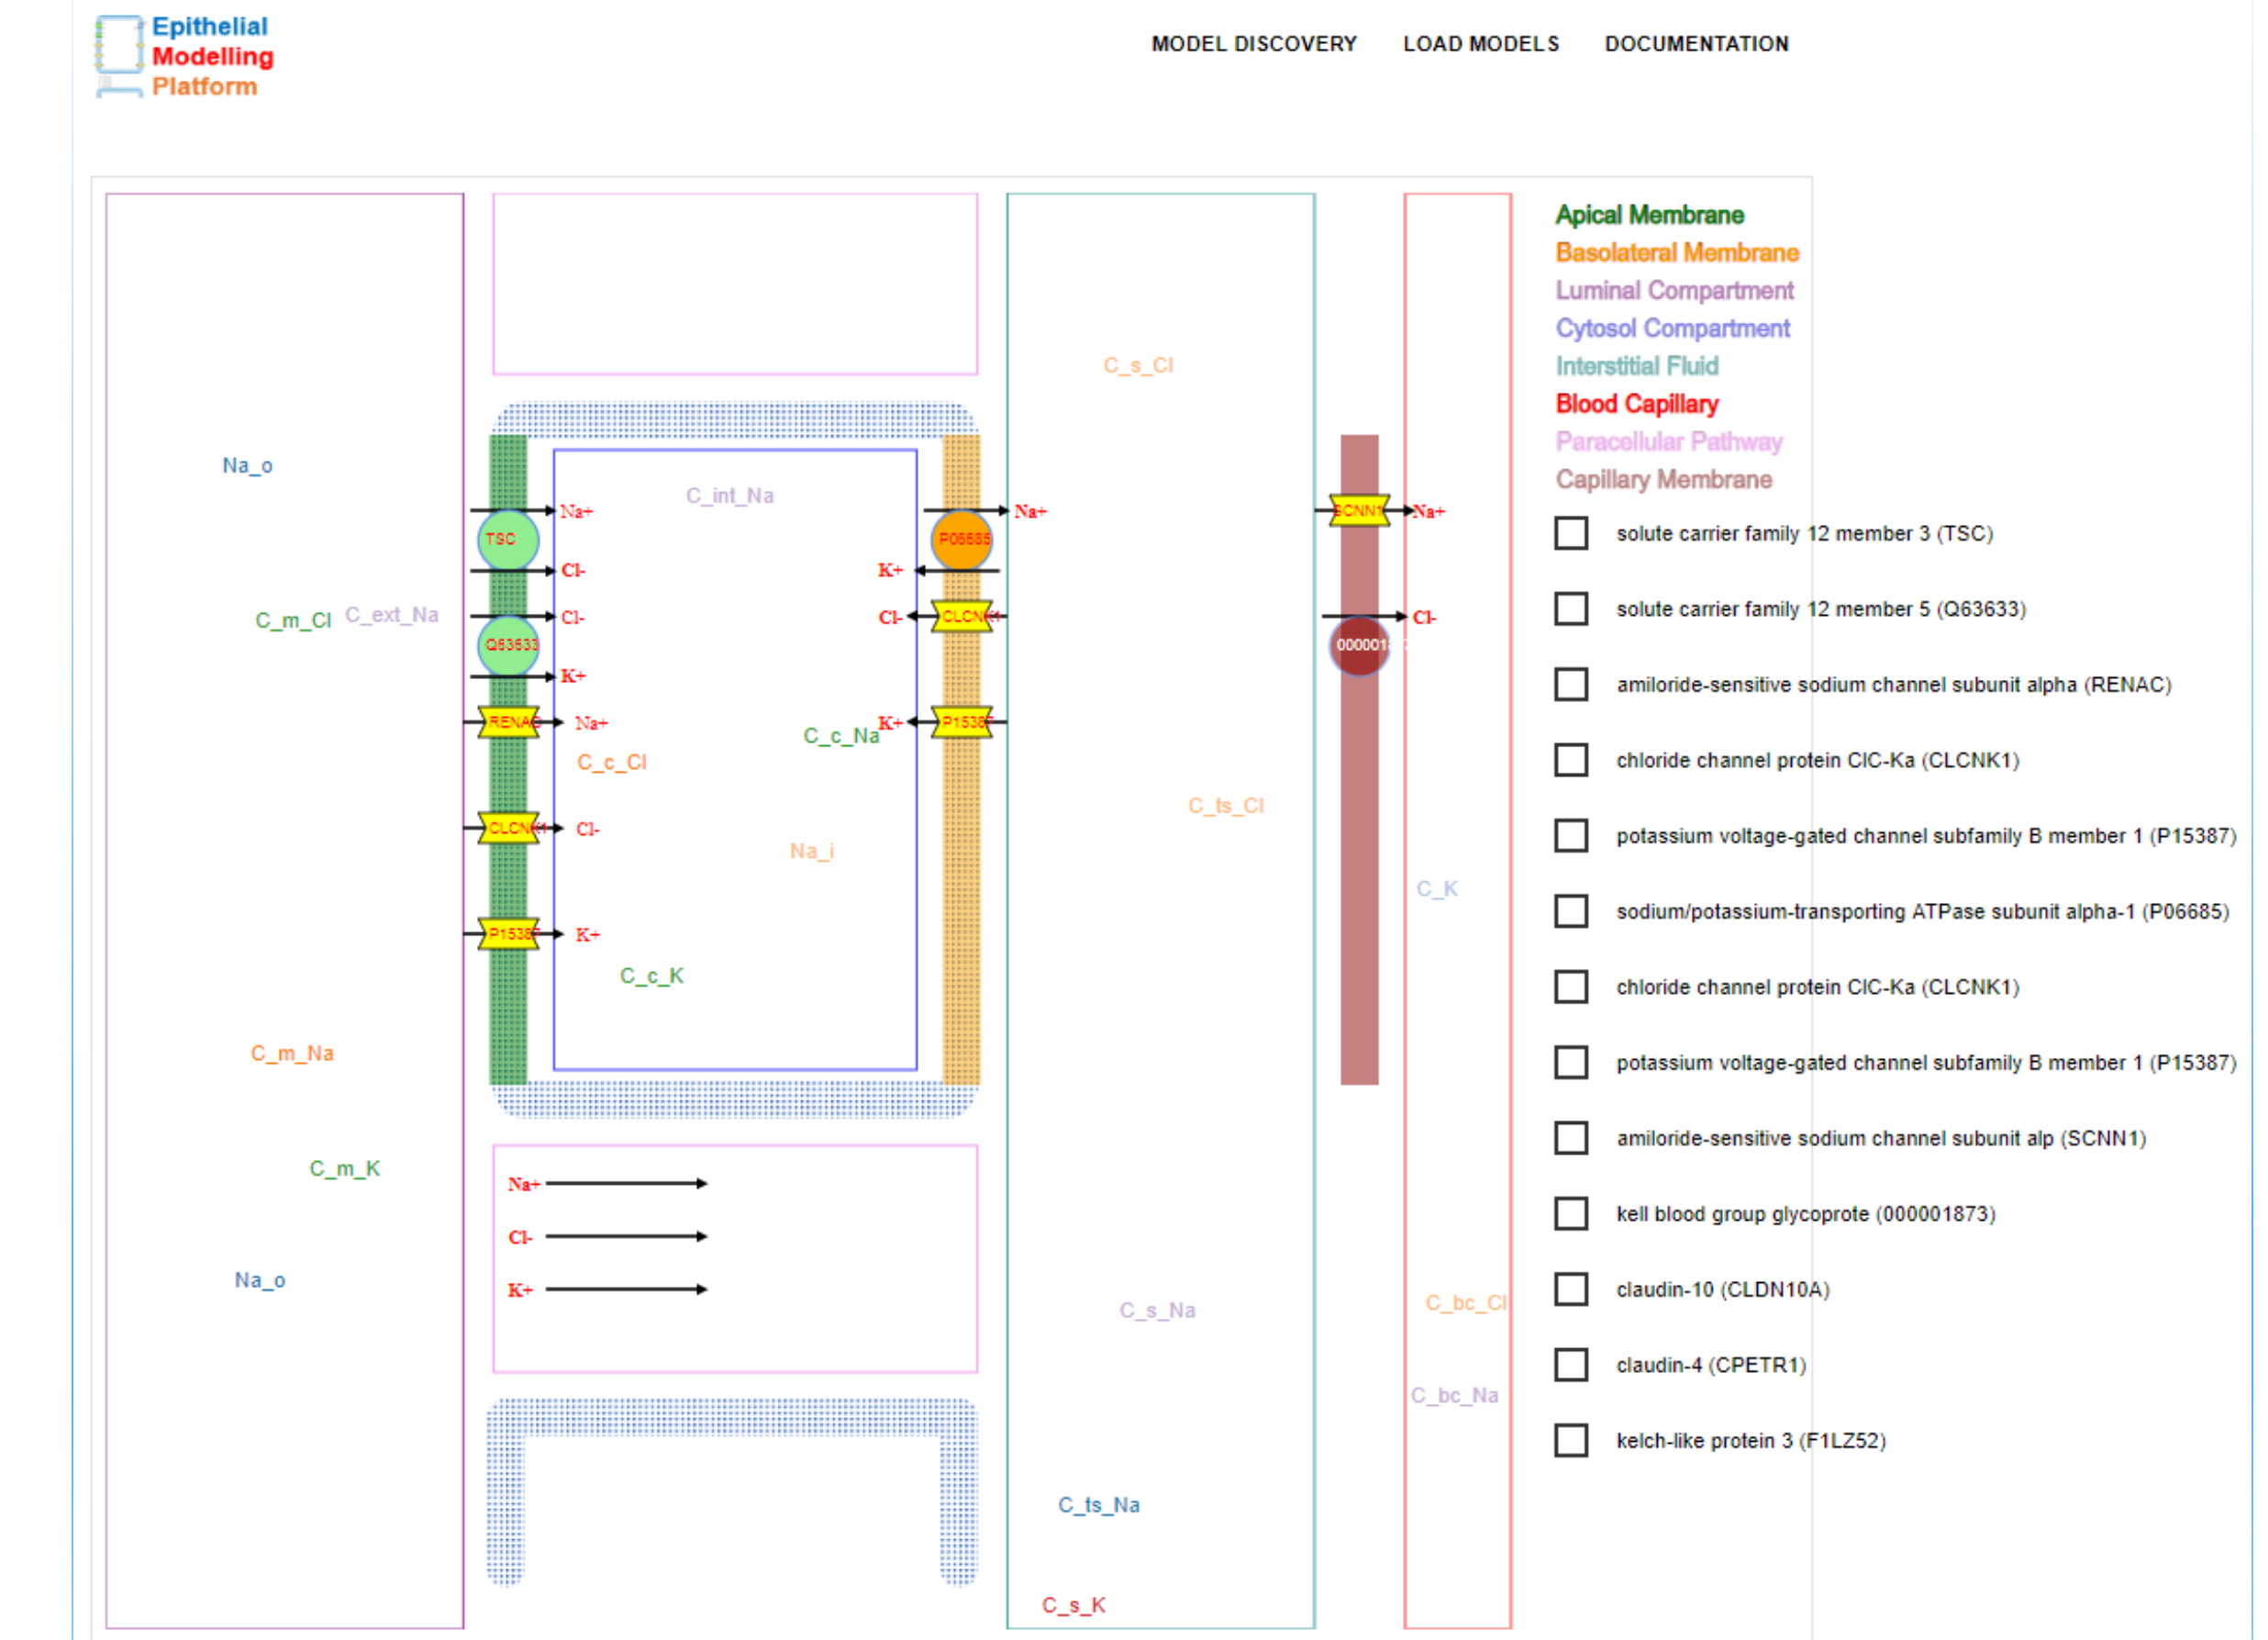 Epithelial
Modelling
Platform
MODEL DISCOVERY LOAD MODELS DOCUMENTATION
Na_o
C_m_Cl
C_ext_Na
C_m_Na
C_m_K
Na_o
TSC
Q63633
RENAC
CLCNK1
P15387
Na+
Cl-
Cl-
K+
Na+
Cl-
K+
C_int_Na
C_c_Na
C_c_Cl
Na_i
C_c_K
K+
Cl-
K+
P06685
CLCNK1
P15387
Na+
Na+
Cl-
K+
C_s_Cl
C_ts_Cl
C_s_Na
C_ts_Na
C_s_K
SCNN1
Na+
Cl-
C_K
C_bc_Cl
C_bc_Na
Apical Membrane
Basolateral Membrane
Luminal Compartment
Cytosol Compartment
Interstitial Fluid
Blood Capillary
Paracellular Pathway
Capillary Membrane
solute carrier family 12 member 3 (TSC)
solute carrier family 12 member 5 (Q63633)
amiloride-sensitive sodium channel subunit alpha (RENAC)
chloride channel protein ClC-Ka (CLCNK1)
potassium voltage-gated channel subfamily B member 1 (P15387)
sodium/potassium-transporting ATPase subunit alpha-1 (P06685)
chloride channel protein ClC-Ka (CLCNK1)
potassium voltage-gated channel subfamily B member 1 (P15387)
amiloride-sensitive sodium channel subunit alp (SCNN1)
kell blood group glycoprote (000001873)
claudin-10 (CLDN10A)
claudin-4 (CPETR1)
kelch-like protein 3 (F1LZ52)